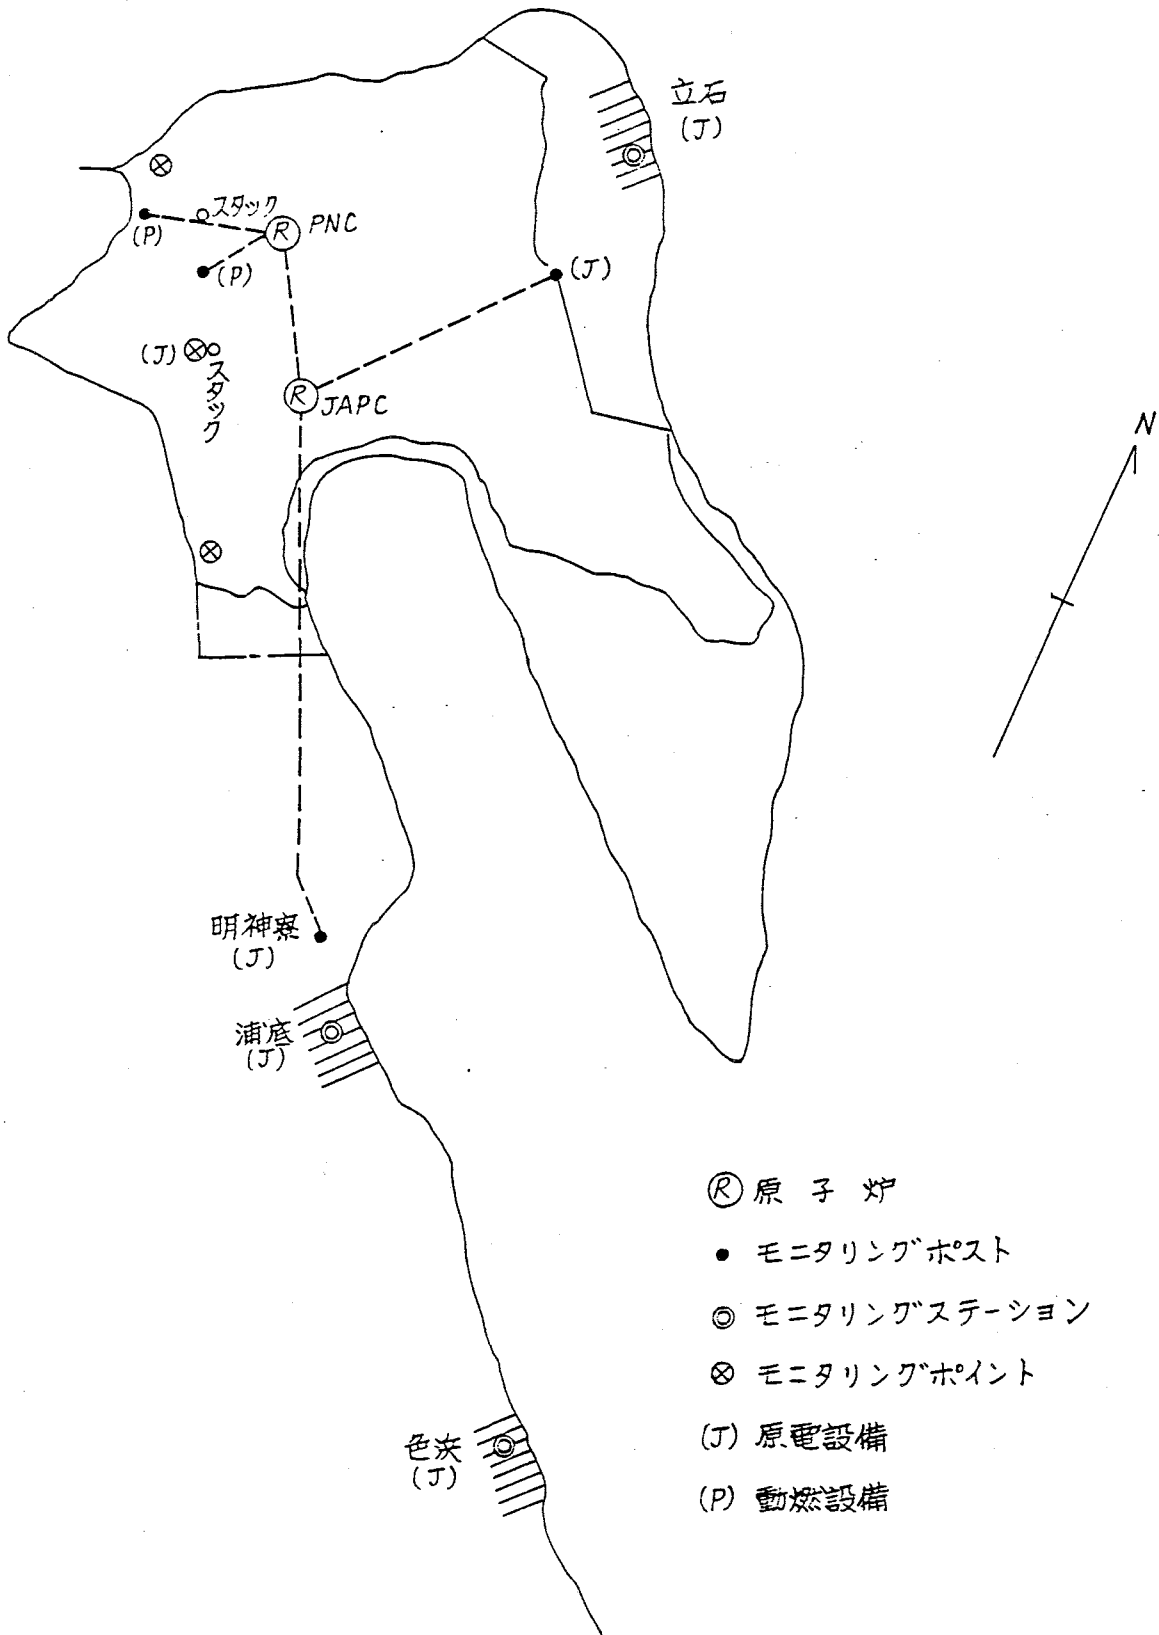 立石
(J)
スタック
(P)
R
PNC
(P)
(J)
(J)
スタック
R
JAPC
N
明神寮
(J)
浦底
(J)
R 原子炉
モニタリングポスト
モニタリングステーション
モニタリングポイント
(J) 原電設備
(P) 動燃設備
色浜
(J)